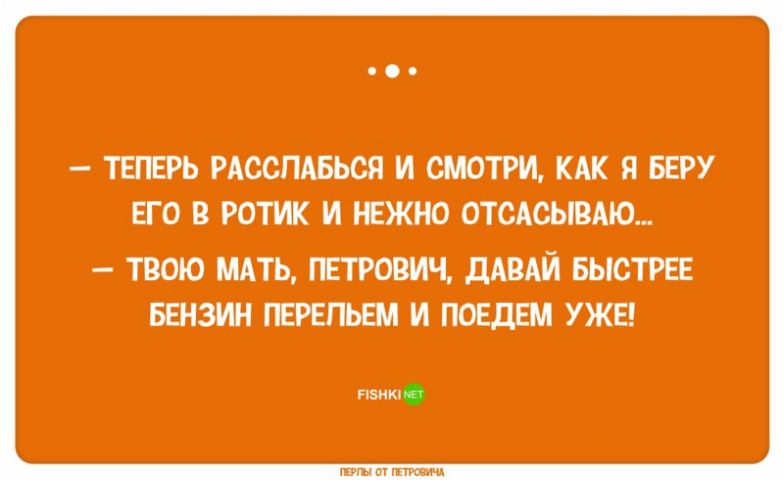 – ТЕПЕРЬ РАССЛАБЬСЯ И СМОТРИ, КАК Я БЕРУ
ЕГО В РОТИК И НЕЖНО ОТСАСЫВАЮ...
– ТВОЮ МАТЬ, ПЕТРОВИЧ, ДАВАЙ БЫСТРЕЕ
БЕНЗИН ПЕРЕЛЬЕМ И ПОЕДЕМ УЖЕ!
FISHKI NET
ПЕРЛЫ ОТ ПЕТРОВИЧА